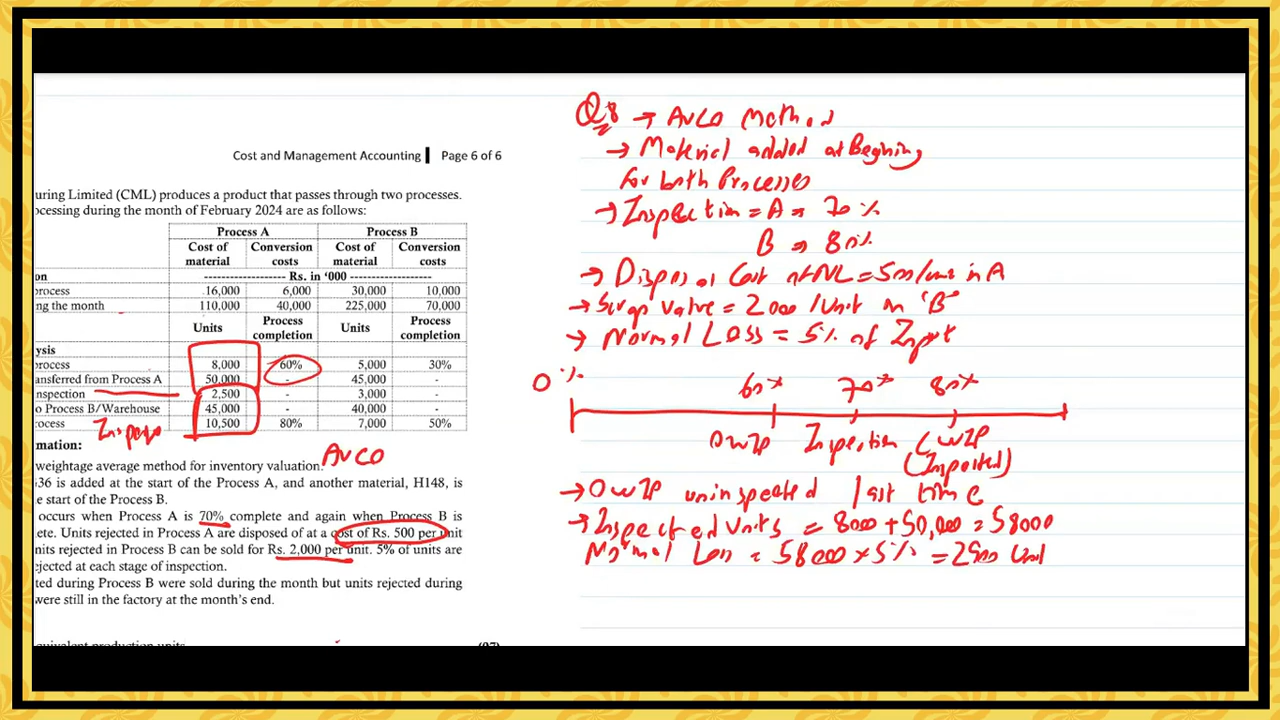 Cost and Management Accounting | Page 6 of 6
uring Limited (CML) produces a product that passes through two processes.
ocessing during the month of February 2024 are as follows:
Process A Process B
Cost of material Conversion costs Cost of material Conversion costs
on ------------------- Rs. in '000 -------------------
process 16,000 6,000 30,000 10,000
ng the month 110,000 40,000 225,000 70,000
Units Process completion Units Process completion
ysis
process 8,000 60% 5,000 30%
ansferred from Process A 50,000 - 45,000 -
inspection 2,500 - 3,000 -
o Process B/Warehouse 45,000 - 40,000 -
ocess 10,500 80% 7,000 50%
mation:
weightage average method for inventory valuation.
AVCO
36 is added at the start of the Process A, and another material, H148, is
e start of the Process B.
occurs when Process A is 70% complete and again when Process B is
ete. Units rejected in Process A are disposed of at a cost of Rs. 500 per unit
nits rejected in Process B can be sold for Rs. 2,000 per unit. 5% of units are
ejected at each stage of inspection.
ted during Process B were sold during the month but units rejected during
were still in the factory at the month's end.
equivalent production units
(07)
Q8 → AVCO Method
→ Material added at Begining
for both Processes
→ Inspection = A = 70%
B → 80%
→ Disposal Cost of NL = 500/unit in A
→ Scrap value = 2000/unit in "B"
→ Normal Loss = 5% of Input
0% 60% 70% 80%
OWIP Inspection CWIP
(Inspected)
→ OWIP uninspected last time
→ Inspected Units = 8000 + 50,000 = 58000
Normal Loss = 58000 x 5% = 2900 Unit